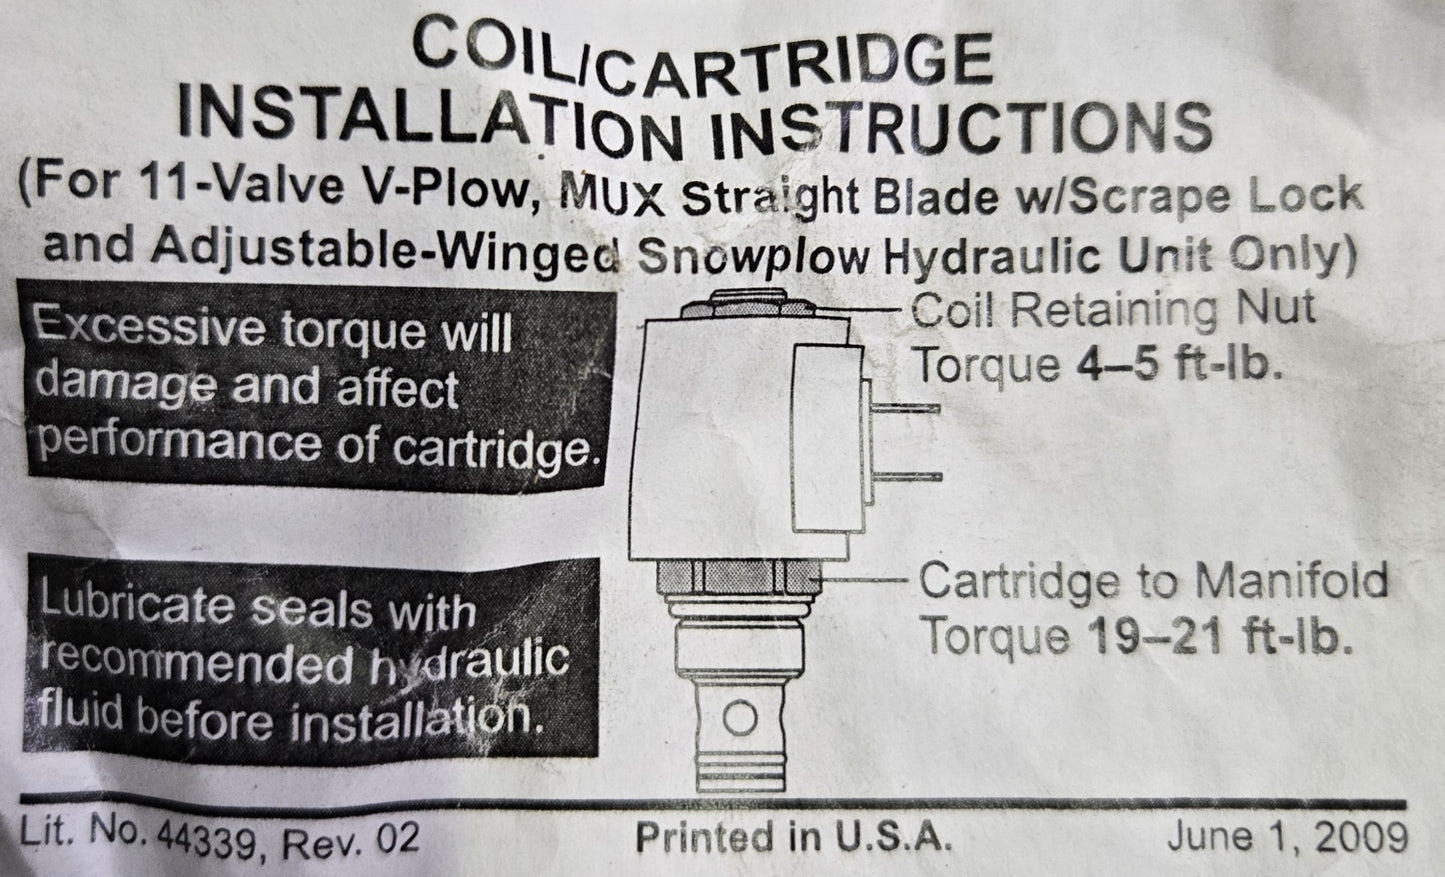 COIL/CARTRIDGE
INSTALLATION INSTRUCTIONS
(For 11-Valve V-Plow, MUX Straight Blade w/Scrape Lock
and Adjustable-Winged Snowplow Hydraulic Unit Only)
Excessive torque will
damage and affect
performance of cartridge.
Coil Retaining Nut
Torque 4–5 ft-lb.
Lubricate seals with
recommended hydraulic
fluid before installation.
Cartridge to Manifold
Torque 19–21 ft-lb.
Lit. No. 44339, Rev. 02
Printed in U.S.A.
June 1, 2009